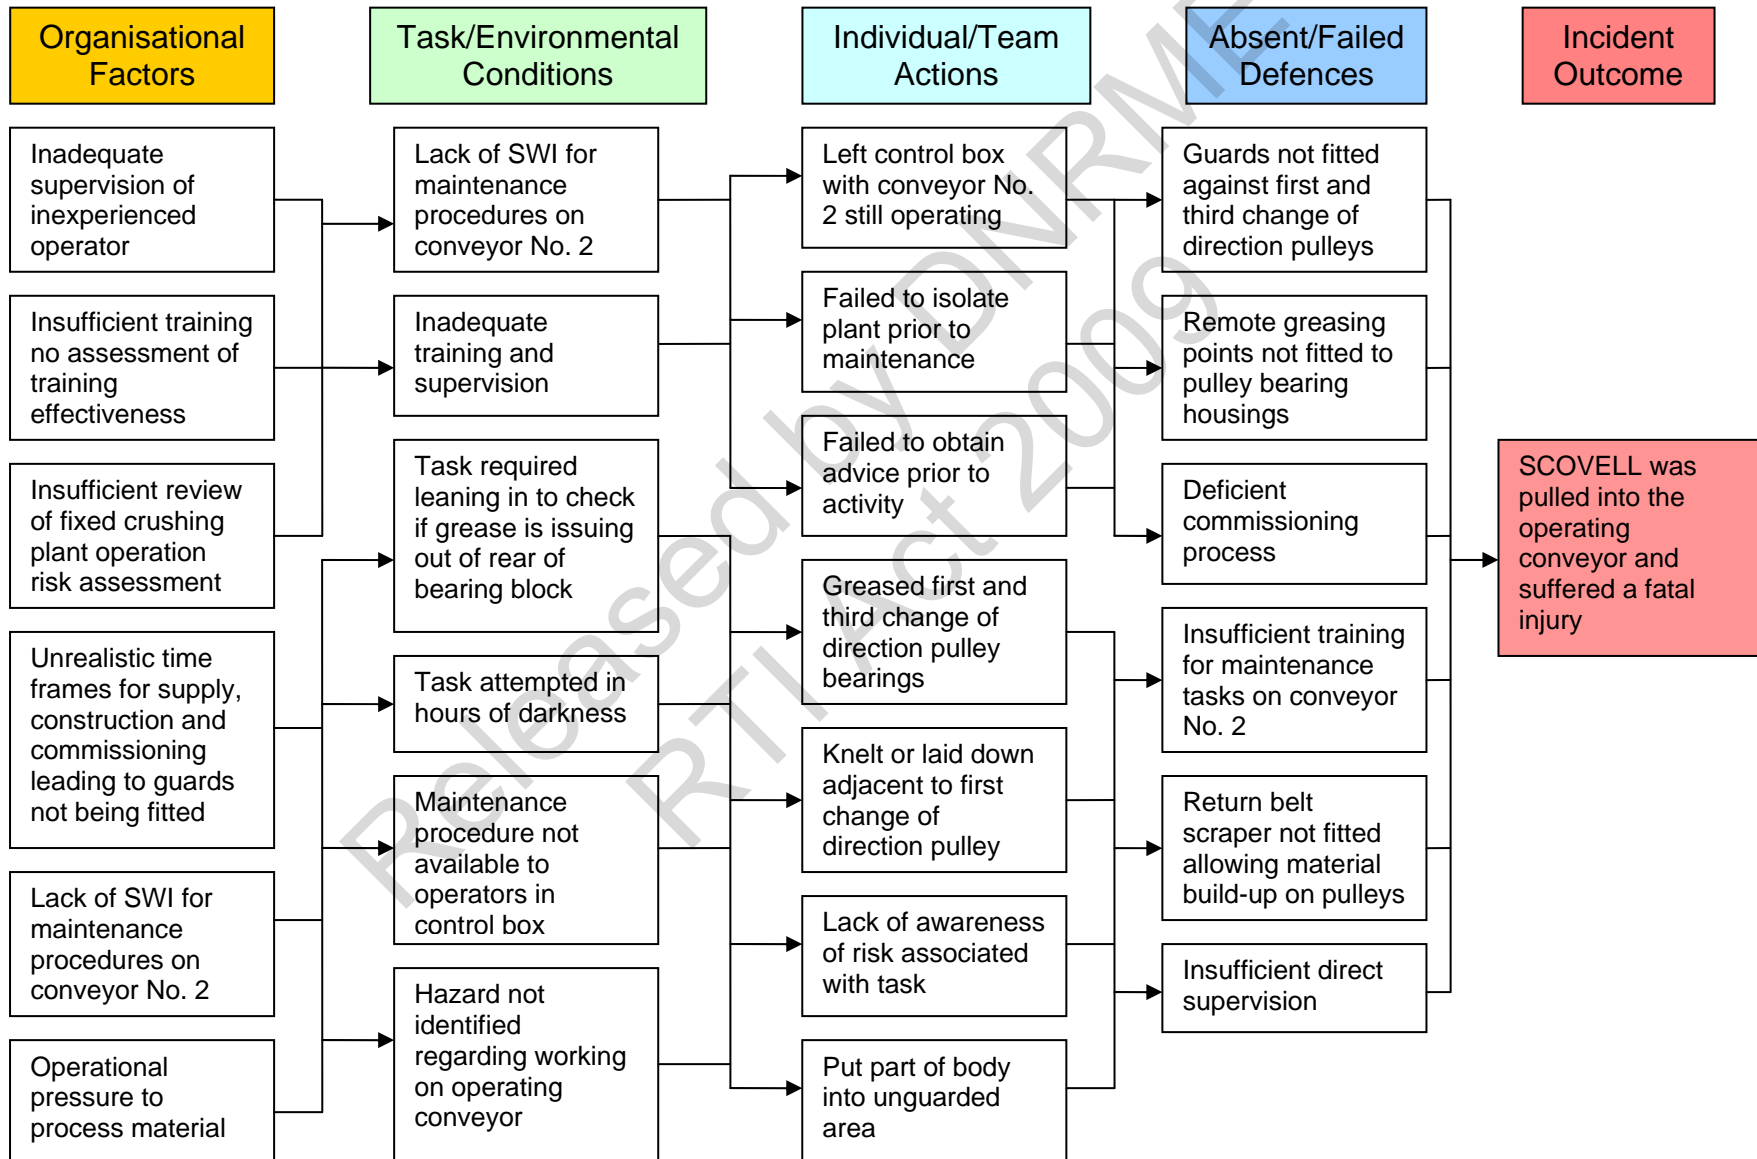 Organisational
Factors
Task/Environmental
Conditions
Individual/Team
Actions
Absent/Failed
Defences
Incident
Outcome
Inadequate
supervision of
inexperienced
operator
Insufficient training
no assessment of
training
effectiveness
Insufficient review
of fixed crushing
plant operation
risk assessment
Unrealistic time
frames for supply,
construction and
commissioning
leading to guards
not being fitted
Lack of SWI for
maintenance
procedures on
conveyor No. 2
Operational
pressure to
process material
Lack of SWI for
maintenance
procedures on
conveyor No. 2
Inadequate
training and
supervision
Task required
leaning in to check
if grease is issuing
out of rear of
bearing block
Task attempted in
hours of darkness
Maintenance
procedure not
available to
operators in
control box
Hazard not
identified
regarding working
on operating
conveyor
Left control box
with conveyor No.
2 still operating
Failed to isolate
plant prior to
maintenance
Failed to obtain
advice prior to
activity
Greased first and
third change of
direction pulley
bearings
Knelt or laid down
adjacent to first
change of
direction pulley
Lack of awareness
of risk associated
with task
Put part of body
into unguarded
area
Guards not fitted
against first and
third change of
direction pulleys
Remote greasing
points not fitted to
pulley bearing
housings
Deficient
commissioning
process
Insufficient training
for maintenance
tasks on conveyor
No. 2
Return belt
scraper not fitted
allowing material
build-up on pulleys
Insufficient direct
supervision
SCOVELL was
pulled into the
operating
conveyor and
suffered a fatal
injury
Released by DNRME
RTI Act 2009